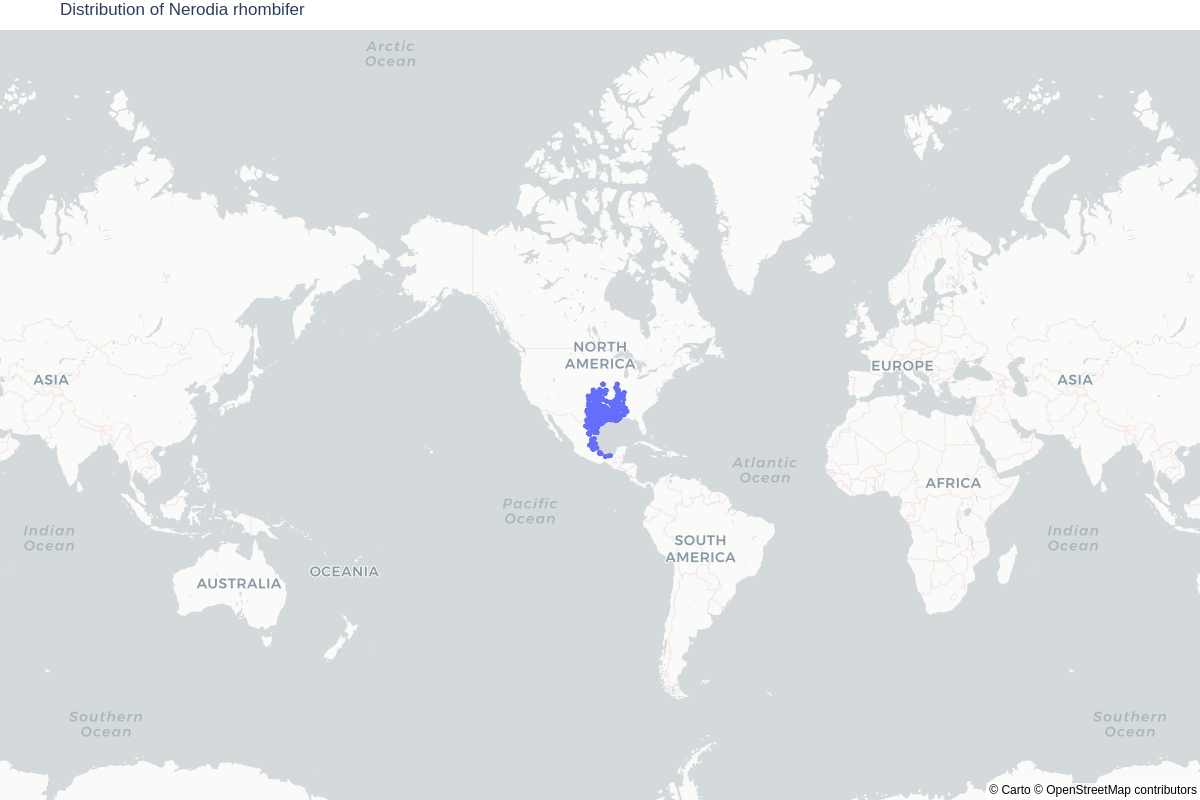 Distribution of Nerodia rhombifer
Arctic
Ocean
NORTH
AMERICA
EUROPE
ASIA
ASIA
Atlantic
Ocean
AFRICA
Pacific
Ocean
Indian
Ocean
Indian
Ocean
SOUTH
AMERICA
OCEANIA
AUSTRALIA
Southern
Ocean
Southern
Ocean
© Carto © OpenStreetMap contributors